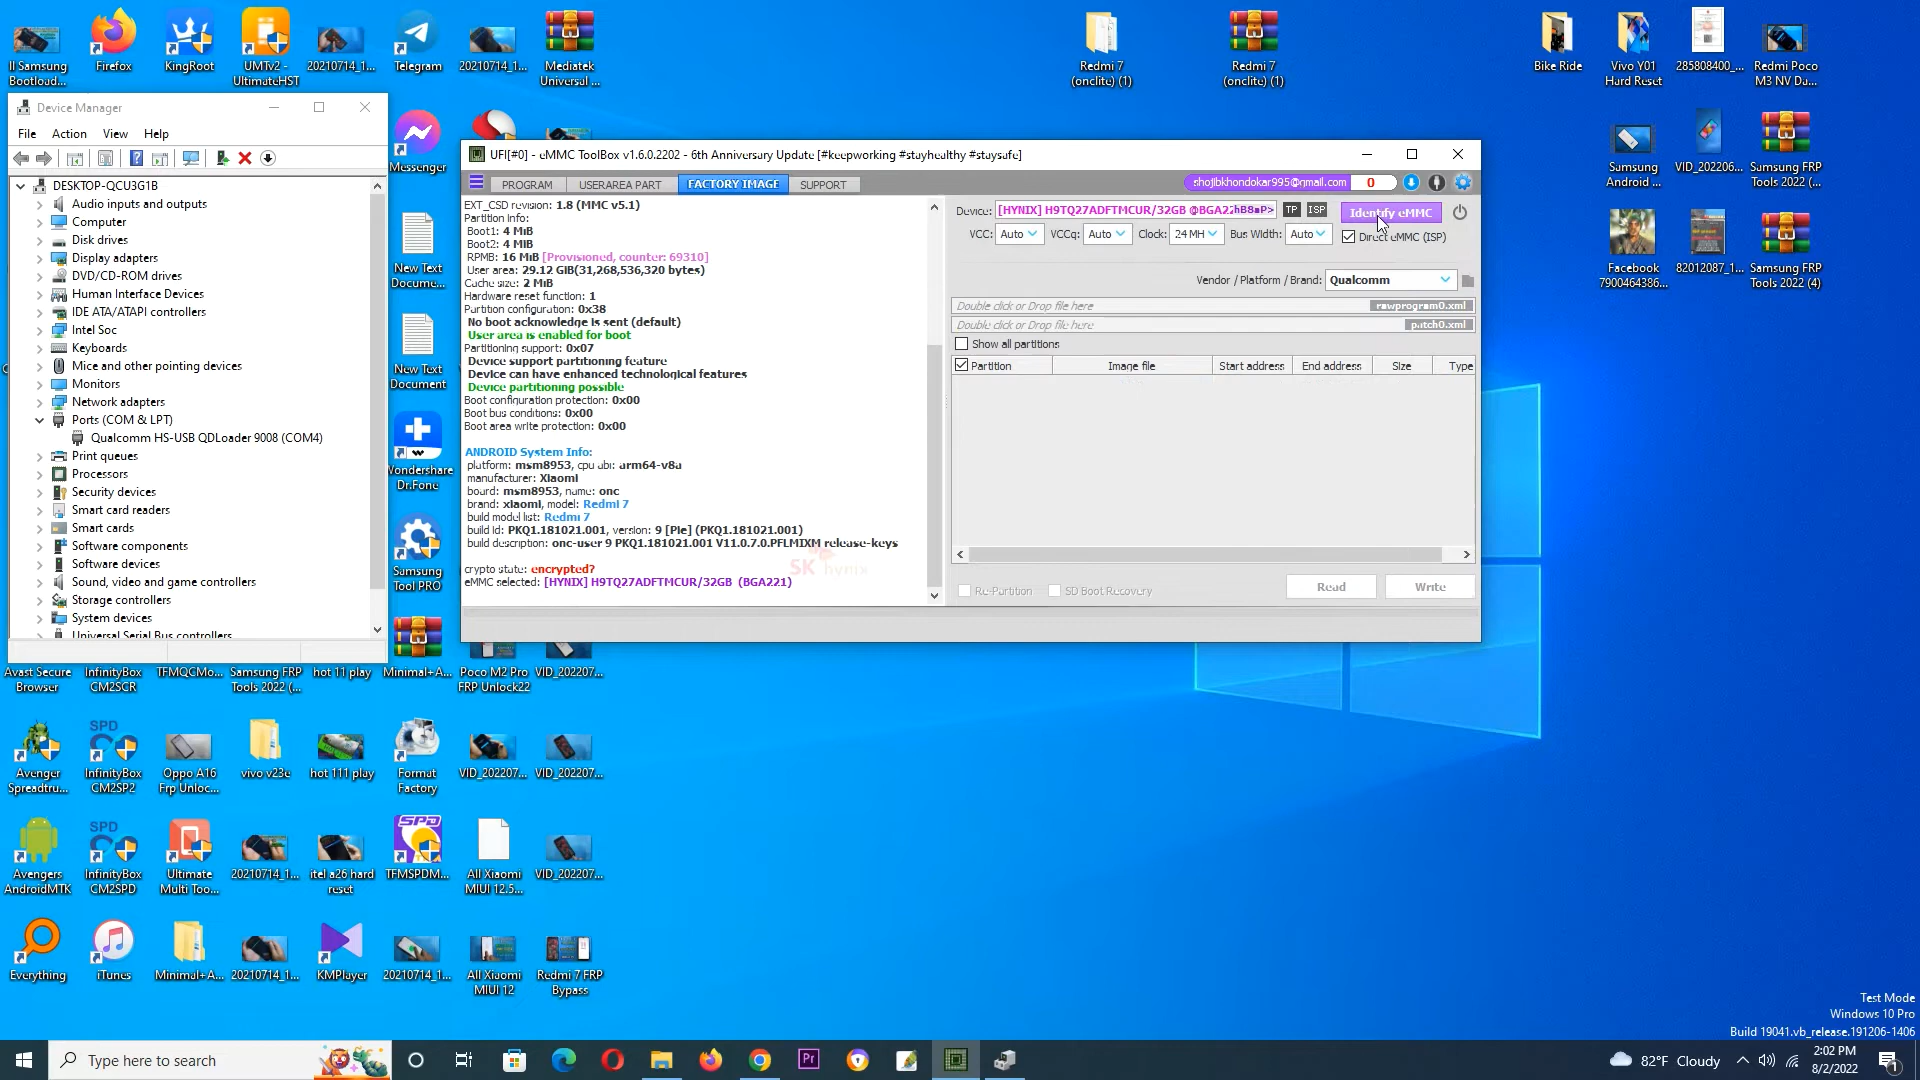 II Samsung Bootload...
Firefox
KingRoot
UMTv2 - UltimateHST
20210714_1...
Telegram
20210714_1...
Mediatek Universal ...
Redmi 7 (onclite) (1)
Redmi 7 (onclite) (1)
Bike Ride
Vivo Y01 Hard Reset
285808400_...
Redmi Poco M3 NV Da...
Device Manager
File Action View Help
DESKTOP-QCU3G1B
Audio inputs and outputs
Computer
Disk drives
Display adapters
DVD/CD-ROM drives
Human Interface Devices
IDE ATA/ATAPI controllers
Intel Soc
Keyboards
Mice and other pointing devices
Monitors
Network adapters
Ports (COM & LPT)
Qualcomm HS-USB QDLoader 9008 (COM4)
Print queues
Processors
Security devices
Smart card readers
Smart cards
Software components
Software devices
Sound, video and game controllers
Storage controllers
System devices
Universal Serial Bus controllers
Messenger
New Text Docume...
New Text Document
Wondershare Dr.Fone
Samsung Tool PRO
UFI[#0] - eMMC ToolBox v1.6.0.2202 - 6th Anniversary Update [#keepworking #stayhealthy #staysafe]
PROGRAM USERAREA PART FACTORY IMAGE SUPPORT
shojibkhondokar995@gmail.com 0
EXT_CSD revision: 1.8 (MMC v5.1)
Partition info:
Boot1: 4 MiB
Boot2: 4 MiB
RPMB: 16 MiB [Provisioned, counter: 69310]
User area: 29.12 GiB(31,268,536,320 bytes)
Cache size: 2 MiB
Hardware reset function: 1
Partition configuration: 0x38
No boot acknowledge is sent (default)
User area is enabled for boot
Partitioning support: 0x07
Device support partitioning feature
Device can have enhanced technological features
Device partitioning possible
Boot configuration protection: 0x00
Boot bus conditions: 0x00
Boot area write protection: 0x00
ANDROID System Info:
platform: msm8953, cpu abi: arm64-v8a
manufacturer: Xiaomi
board: msm8953, name: onc
brand: xiaomi, model: Redmi 7
build model list: Redmi 7
build id: PKQ1.181021.001, version: 9 [Pie] (PKQ1.181021.001)
build description: onc-user 9 PKQ1.181021.001 V11.0.7.0.PFLMIXM release-keys
crypto state: encrypted?
eMMC selected: [HYNIX] H9TQ27ADFTMCUR/32GB (BGA221)
SK hynix
Device: [HYNIX] H9TQ27ADFTMCUR/32GB @BGA22 TP ISP Identify eMMC
VCC: Auto VCCq: Auto Clock: 24 MH Bus Width: Auto Direct eMMC (ISP)
Vendor / Platform / Brand: Qualcomm
Double click or Drop file here rawprogram0.xml
Double click or Drop file here patch0.xml
Show all partitions
Partition Image file Start address End address Size Type
Re-Partition SD Boot Recovery Read Write
Samsung Android ...
VID_202206...
Samsung FRP Tools 2022 (...
Facebook 7900464386...
82012087_1...
Samsung FRP Tools 2022 (4)
Avast Secure Browser
InfinityBox CM2SCR
TFMQCMo...
Samsung FRP Tools 2022 (...
hot 11 play
Minimal+A...
Poco M2 Pro FRP Unlock22
VID_202207...
SPD
Avenger Spreadtru...
InfinityBox CM2SP2
Oppo A16 Frp Unloc...
vivo v23e
hot 111 play
Format Factory
VID_202207...
VID_202207...
SPD
SPD
Avengers AndroidMTK
InfinityBox CM2SPD
Ultimate Multi Too...
20210714_1...
itel a26 hard reset
TFMSPDM...
All Xiaomi MIUI 12.5...
VID_202207...
Everything
iTunes
Minimal+A...
20210714_1...
KMPlayer
20210714_1...
All Xiaomi MIUI 12
Redmi 7 FRP Bypass
Test Mode
Windows 10 Pro
Build 19041.vb_release.191206-1406
Type here to search
Pr
82°F Cloudy
2:02 PM
8/2/2022
1